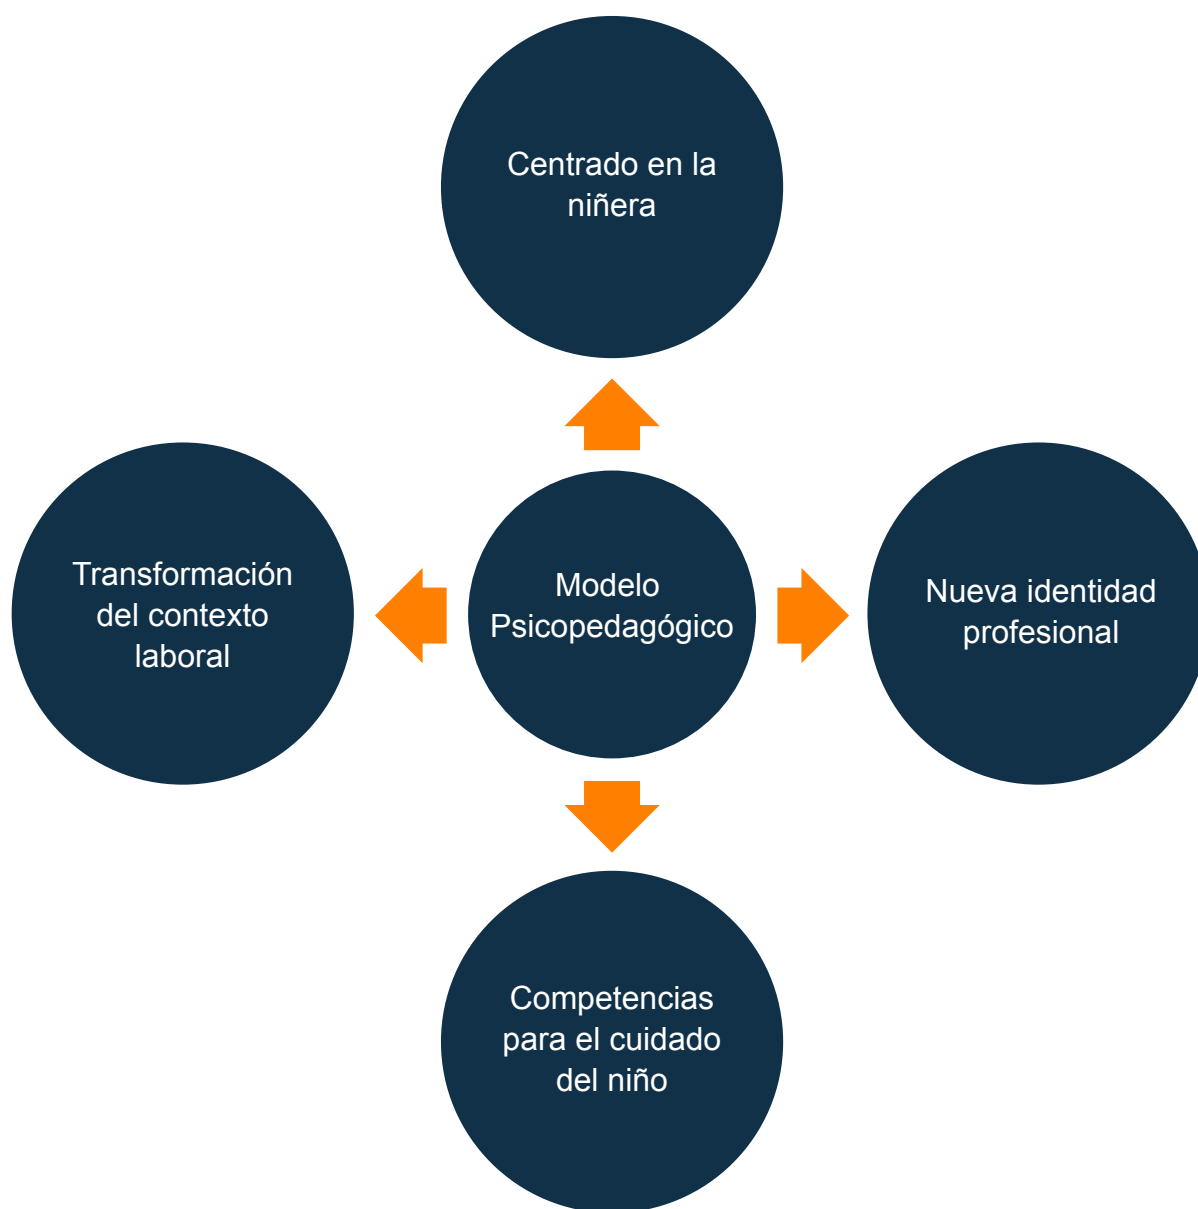 Centrado en la
niñera
Transformación
del contexto
laboral
Modelo
Psicopedagógico
Nueva identidad
profesional
Competencias
para el cuidado
del niño